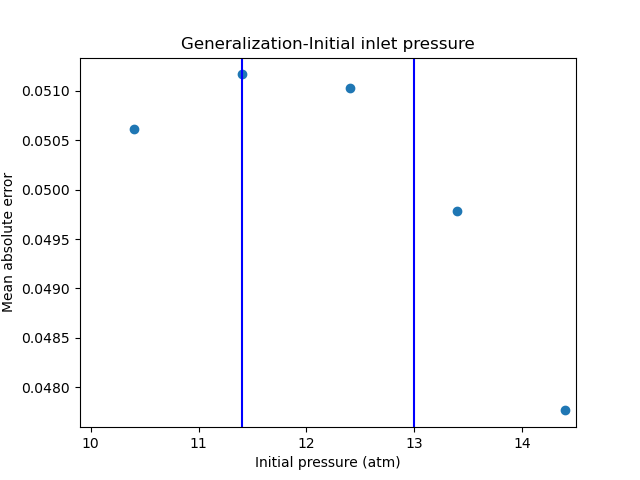 Generalization-Initial inlet pressure
Mean absolute error
0.0510
0.0505
0.0500
0.0495
0.0490
0.0485
0.0480
10 11 12 13 14
Initial pressure (atm)